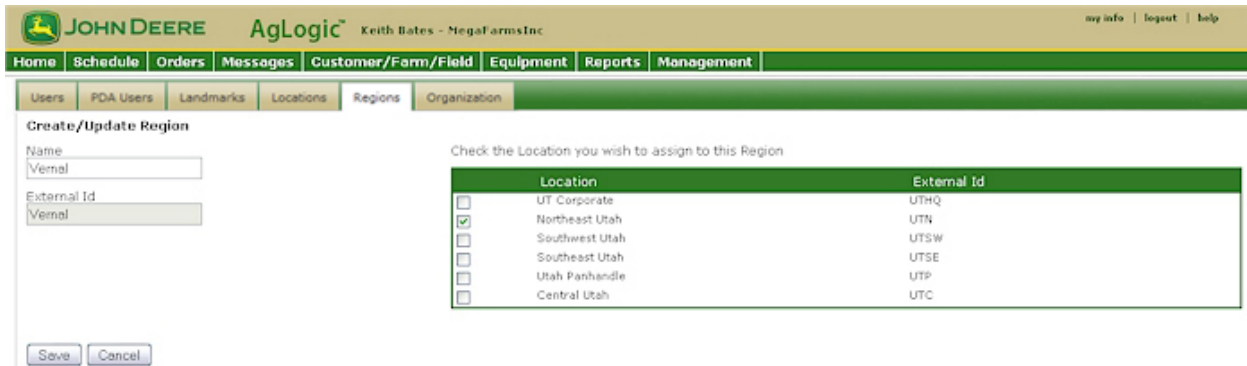 JOHN DEERE AgLogic™ Keith Bates - MegaFarmsInc my info | logout | help
Home Schedule Orders Messages Customer/Farm/Field Equipment Reports Management
Users PDA Users Landmarks Locations Regions Organization
Create/Update Region
Name
Vernal
External Id
Vernal
Check the Location you wish to assign to this Region
Location External Id
UT Corporate UTHQ
Northeast Utah UTN
Southwest Utah UTSW
Southeast Utah UTSE
Utah Panhandle UTP
Central Utah UTC
Save Cancel